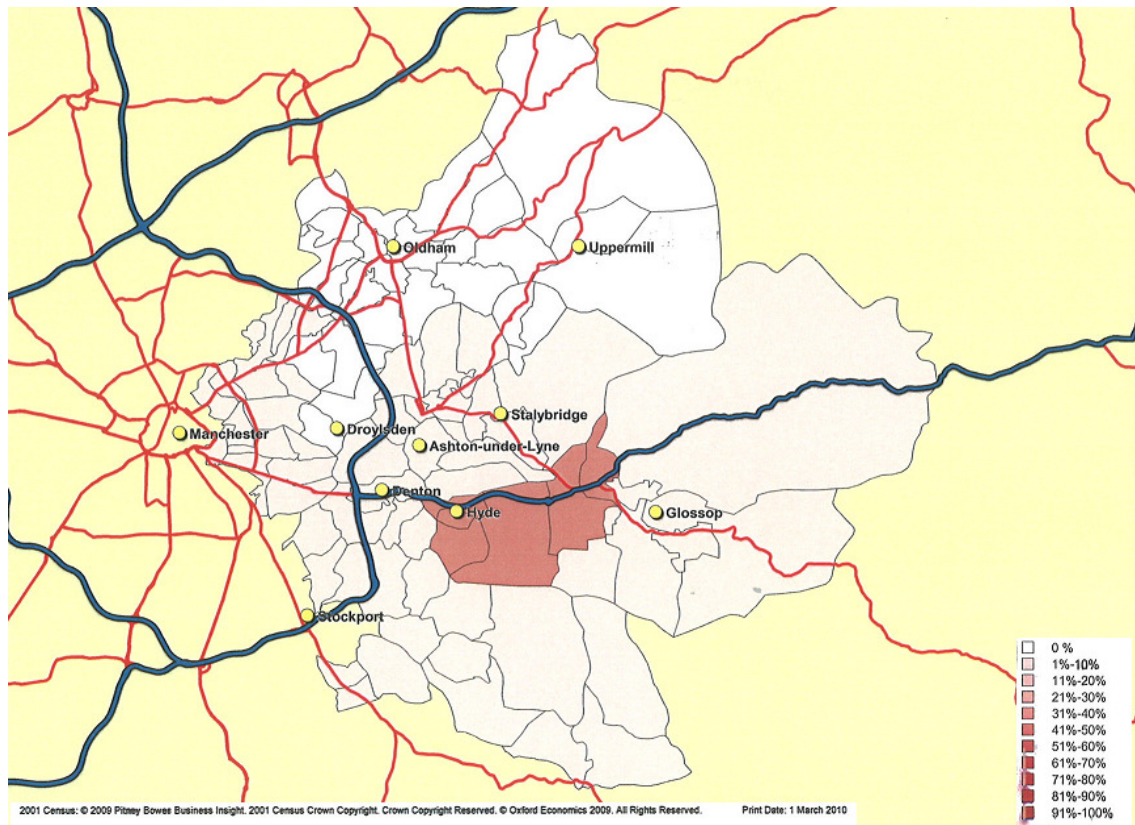 Oldham
Uppermill
Stalybridge
Manchester
Droylsden
Ashton-under-Lyne
Denton
Hyde
Glossop
Stockport
0 %
1%-10%
11%-20%
21%-30%
31%-40%
41%-50%
51%-60%
61%-70%
71%-80%
81%-90%
91%-100%
2001 Census: © 2009 Pitney Bowes Business Insight. 2001 Census Crown Copyright. Crown Copyright Reserved. © Oxford Economics 2009. All Rights Reserved. Print Date: 1 March 2010